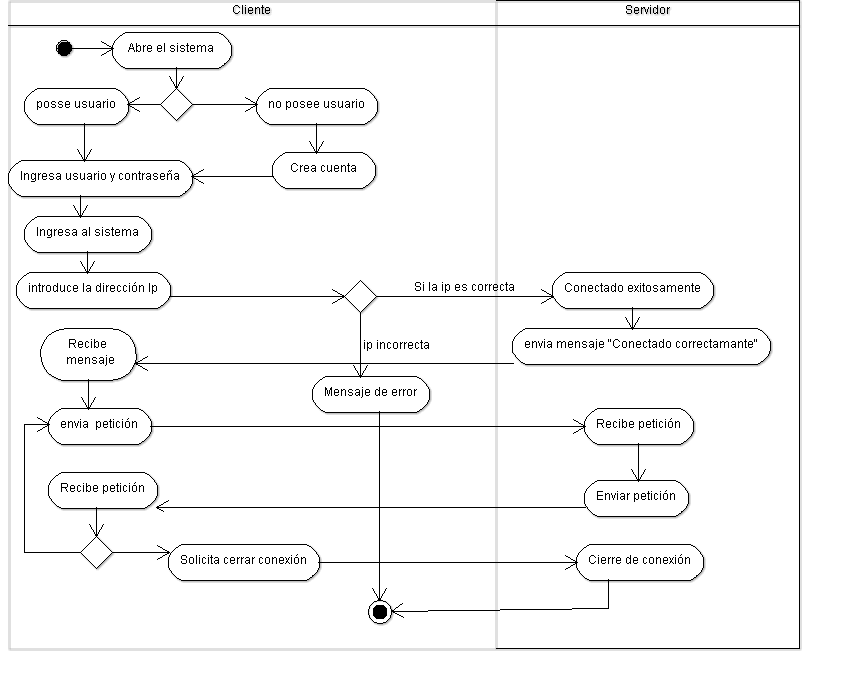 Cliente
Servidor
Abre el sistema
posse usuario
no posee usuario
Crea cuenta
Ingresa usuario y contraseña
Ingresa al sistema
introduce la dirección Ip
Si la ip es correcta
Conectado exitosamente
envia mensaje "Conectado correctamante"
ip incorrecta
Recibe
mensaje
Mensaje de error
envia petición
Recibe petición
Recibe petición
Enviar petición
Solicita cerrar conexión
Cierre de conexión